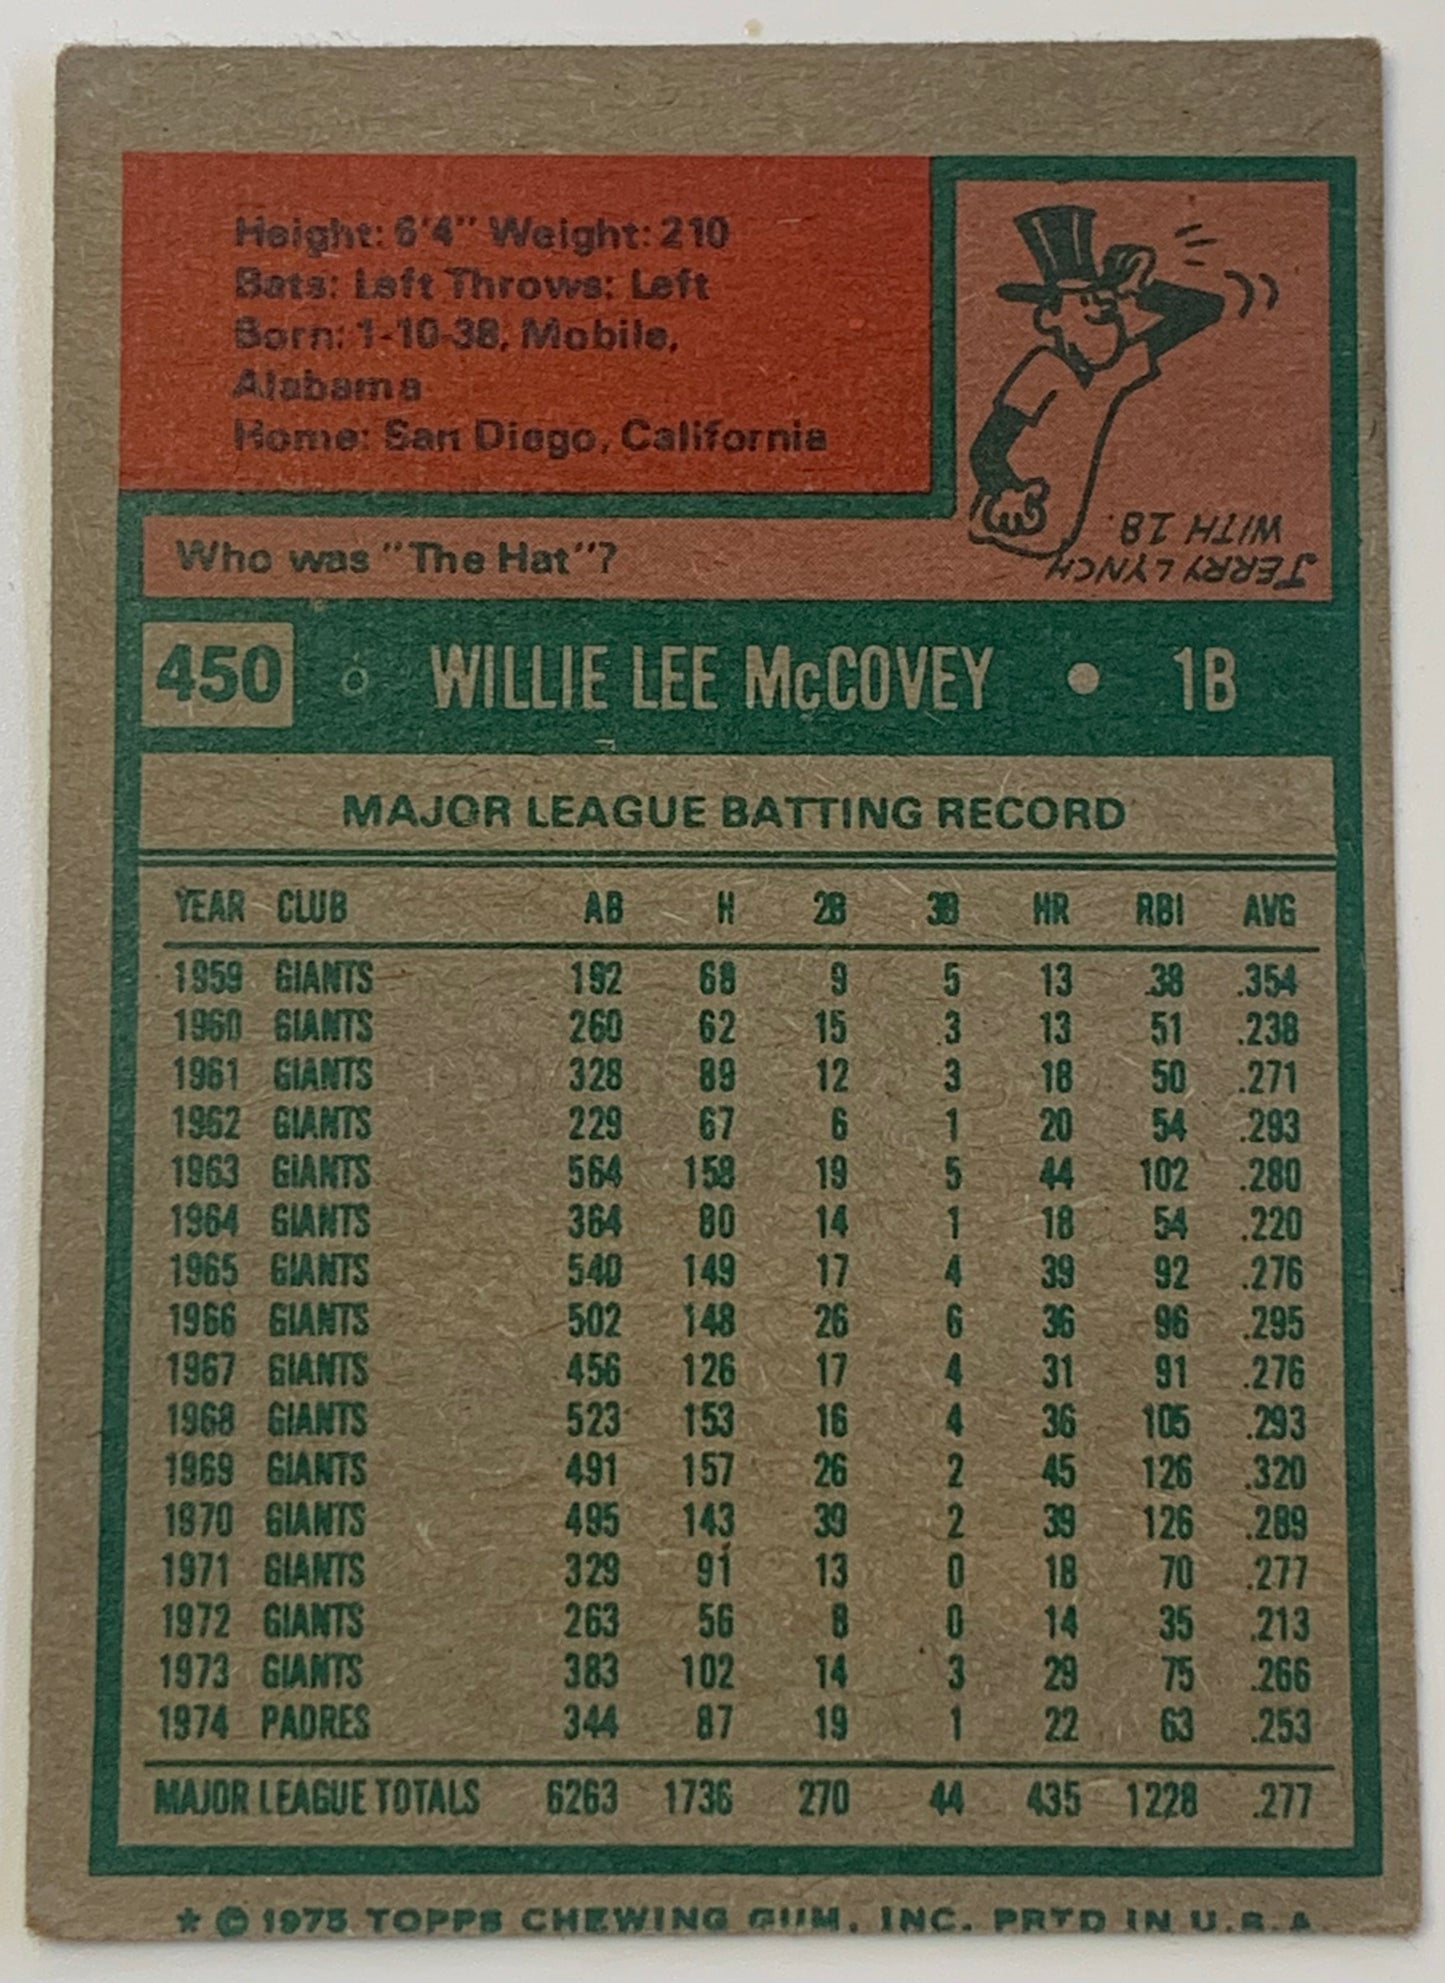 Height: 6'4" Weight: 210
Bats: Left Throws: Left
Born: 1-10-38, Mobile,
Alabama
Home: San Diego, California
JERRY LYNCH
WITH 18.
Who was "The Hat"?
450 WILLIE LEE McCOVEY • 1B
MAJOR LEAGUE BATTING RECORD
YEAR CLUB AB H 2B 3B HR RBI AVG
1959 GIANTS 192 68 9 5 13 38 .354
1960 GIANTS 260 62 15 3 13 51 .238
1961 GIANTS 328 89 12 3 18 50 .271
1962 GIANTS 229 67 6 1 20 54 .293
1963 GIANTS 564 158 19 5 44 102 .280
1964 GIANTS 364 80 14 1 18 54 .220
1965 GIANTS 540 149 17 4 39 92 .276
1966 GIANTS 502 148 26 6 36 96 .295
1967 GIANTS 456 126 17 4 31 91 .276
1968 GIANTS 523 153 16 4 36 105 .293
1969 GIANTS 491 157 26 2 45 126 .320
1970 GIANTS 495 143 39 2 39 126 .289
1971 GIANTS 329 91 13 0 18 70 .277
1972 GIANTS 263 56 8 0 14 35 .213
1973 GIANTS 383 102 14 3 29 75 .266
1974 PADRES 344 87 19 1 22 63 .253
MAJOR LEAGUE TOTALS 6263 1736 270 44 435 1228 .277
* © 1975 TOPPS CHEWING GUM, INC. PRTD IN U.S.A.